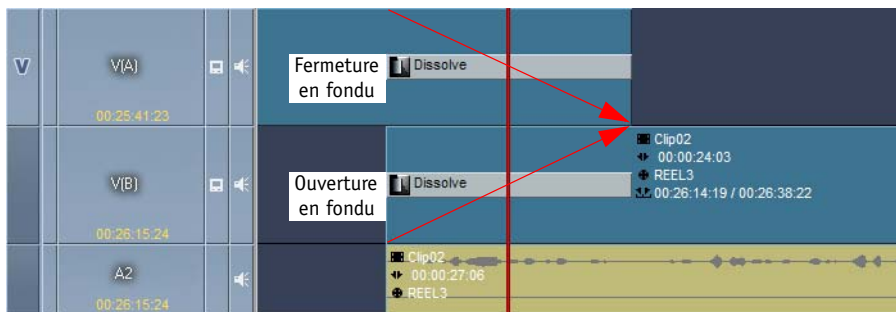 V
V(A)
00:25:41:23
Fermeture
en fondu
Dissolve
V(B)
00:26:15:24
Ouverture
en fondu
Dissolve
Clip02
00:00:24:03
REEL3
00:26:14:19 / 00:26:38:22
A2
00:26:15:24
Clip02
00:00:27:06
REEL3